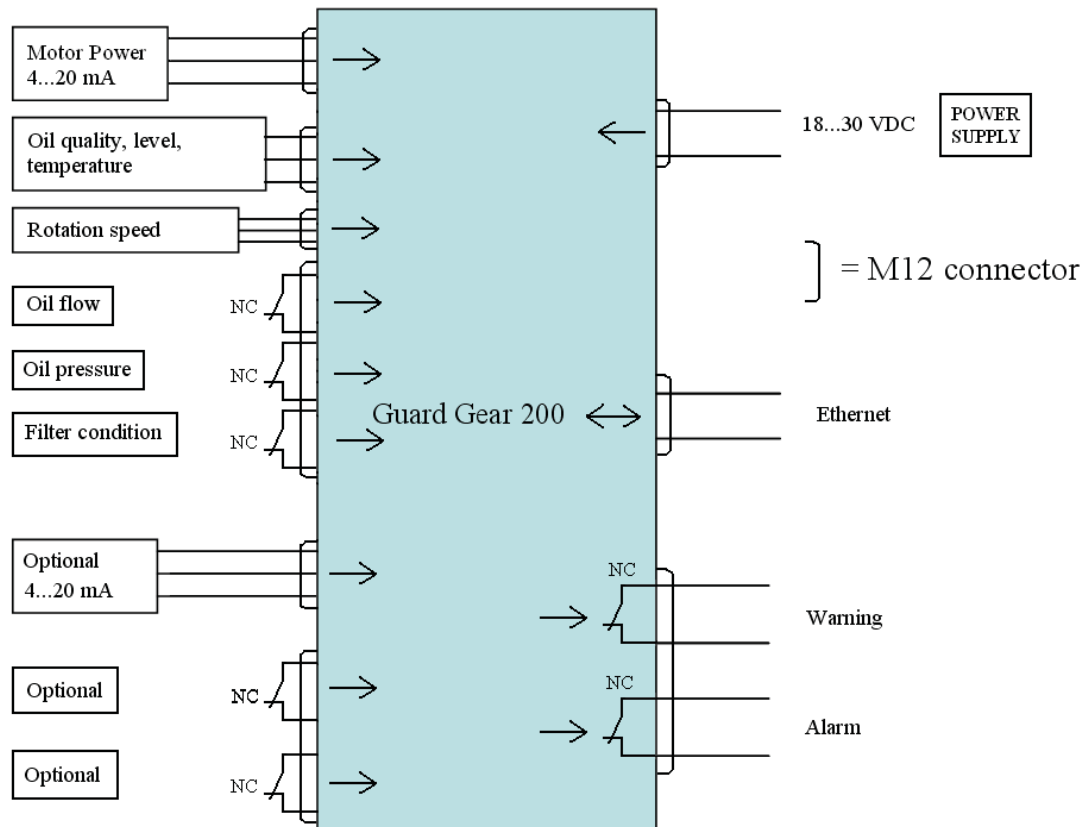 Motor Power
4...20 mA
Oil quality, level,
temperature
Rotation speed
Oil flow
NC
Oil pressure
NC
Filter condition
NC
Optional
4...20 mA
Optional
NC
Optional
NC
Guard Gear 200
18...30 VDC
POWER
SUPPLY
= M12 connector
Ethernet
NC
Warning
NC
Alarm